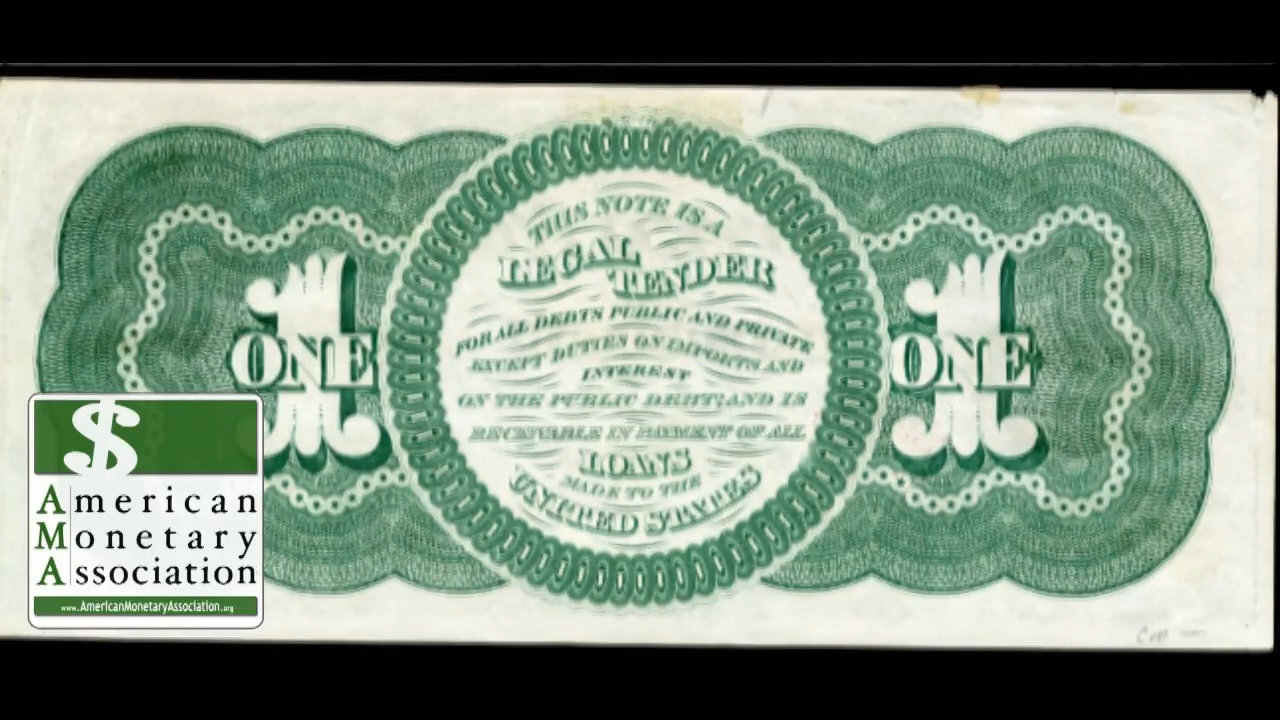 THIS NOTE IS A
LEGAL
TENDER
FOR ALL DEBTS PUBLIC AND PRIVATE
EXCEPT DUTIES ON IMPORTS AND
INTEREST
ON THE PUBLIC DEBT; AND IS
RECEIVABLE IN PAYMENT OF ALL
LOANS
MADE TO THE
UNITED STATES
ONE
ONE
$
American
Monetary
Association
www.AmericanMonetaryAssociation.org